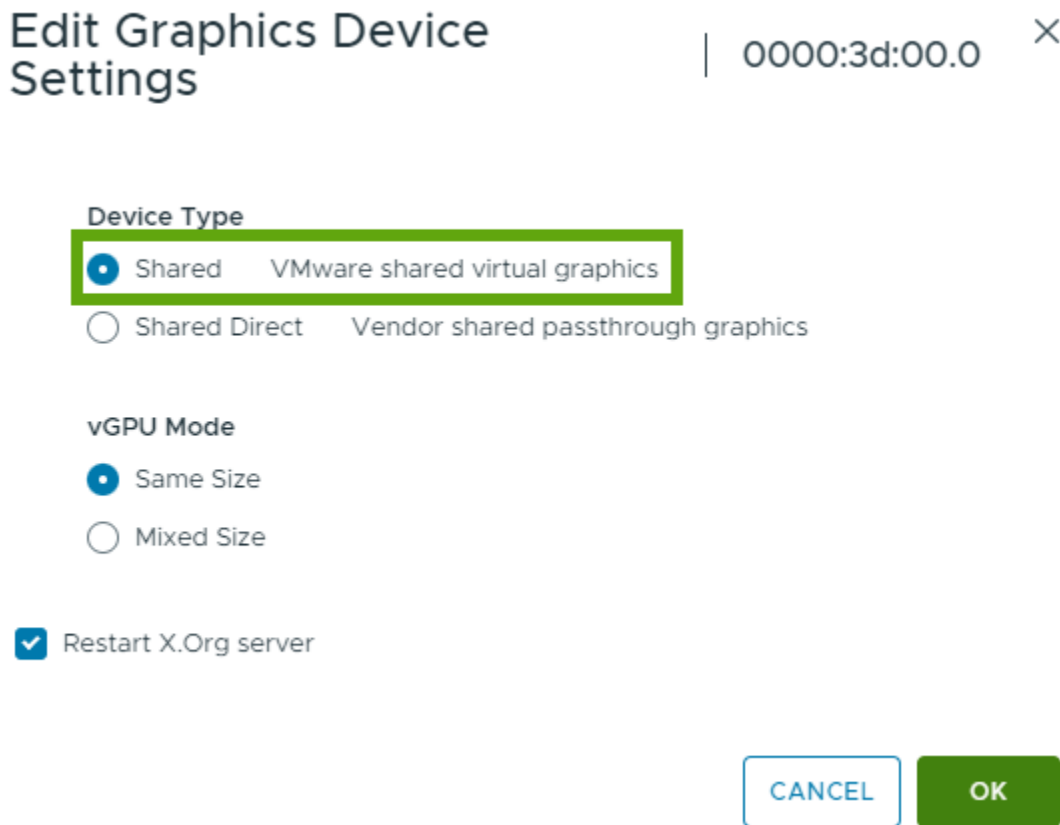 Edit Graphics Device
Settings
0000:3d:00.0
Device Type
Shared VMware shared virtual graphics
Shared Direct Vendor shared passthrough graphics
vGPU Mode
Same Size
Mixed Size
Restart X.Org server
CANCEL OK